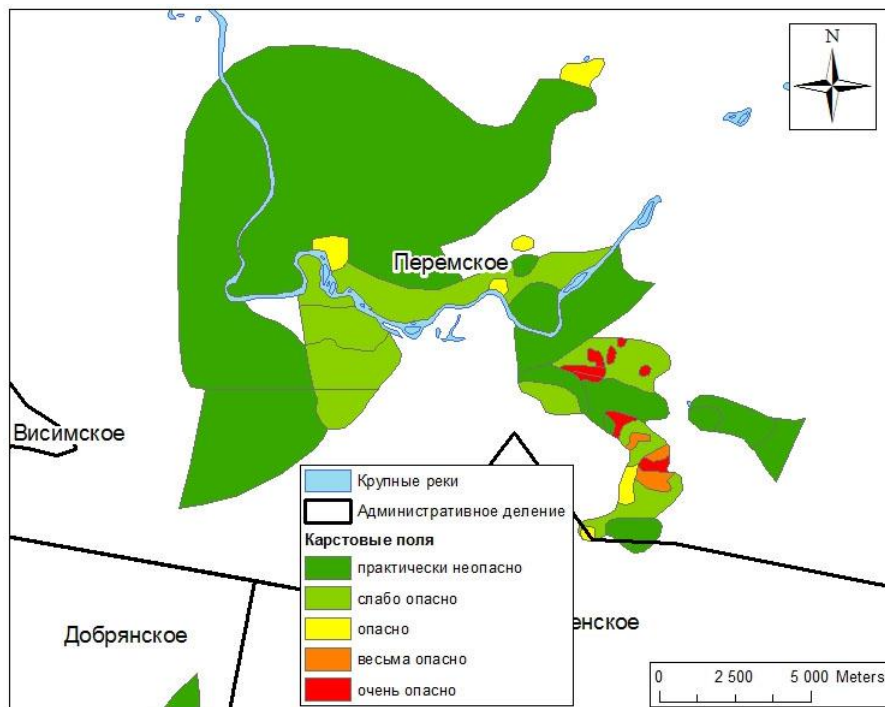 N
Перемское
Висимское
Крупные реки
Административное деление
Карстовые поля
практически неопасно
слабо опасно
опасно
весьма опасно
очень опасно
Добрянское
енское
0 2 500 5 000 Meters